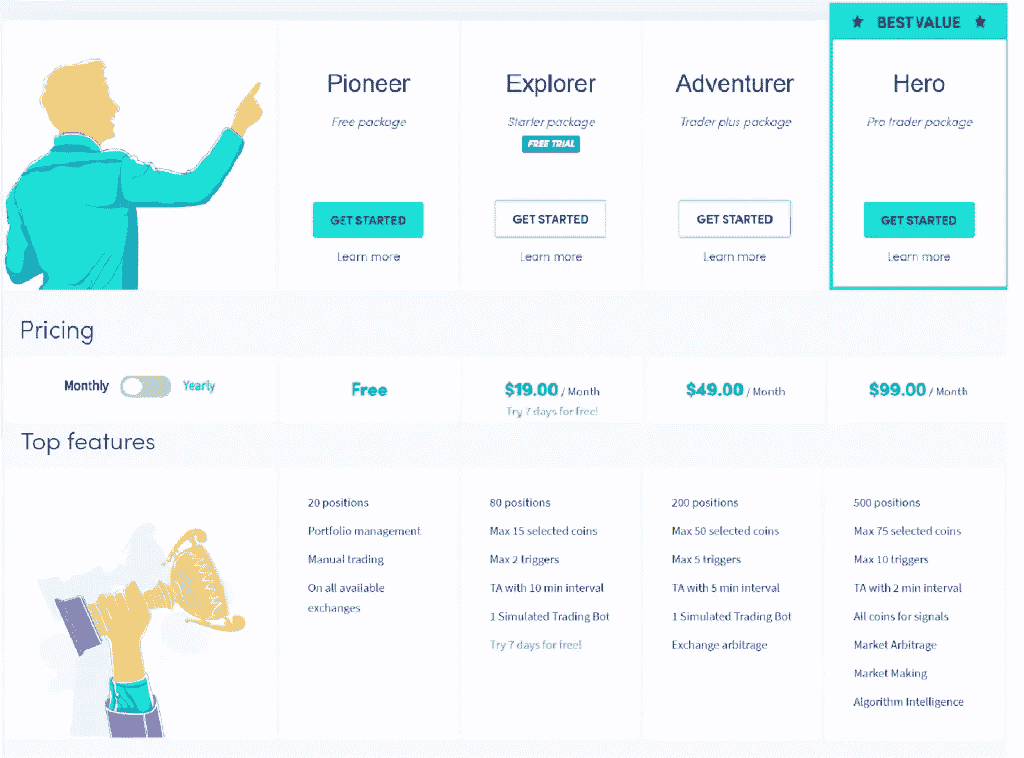 BEST VALUE
Pioneer
Free package
GET STARTED
Learn more
Explorer
Starter package
FREE TRIAL
GET STARTED
Learn more
Adventurer
Trader plus package
GET STARTED
Learn more
Hero
Pro trader package
GET STARTED
Learn more
Pricing
Monthly
Yearly
Free
$19.00 / Month
Try 7 days for free!
$49.00 / Month
$99.00 / Month
Top features
20 positions
Portfolio management
Manual trading
On all available
exchanges
80 positions
Max 15 selected coins
Max 2 triggers
TA with 10 min interval
1 Simulated Trading Bot
Try 7 days for free!
200 positions
Max 50 selected coins
Max 5 triggers
TA with 5 min interval
1 Simulated Trading Bot
Exchange arbitrage
500 positions
Max 75 selected coins
Max 10 triggers
TA with 2 min interval
All coins for signals
Market Arbitrage
Market Making
Algorithm Intelligence